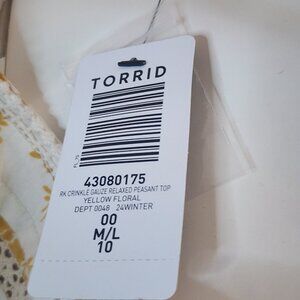 TORRID
43080175
RK CRINKLE GAUZE RELAXED PEASANT TOP
YELLOW FLORAL
DEPT 0048 24WINTER
00
M/L
10